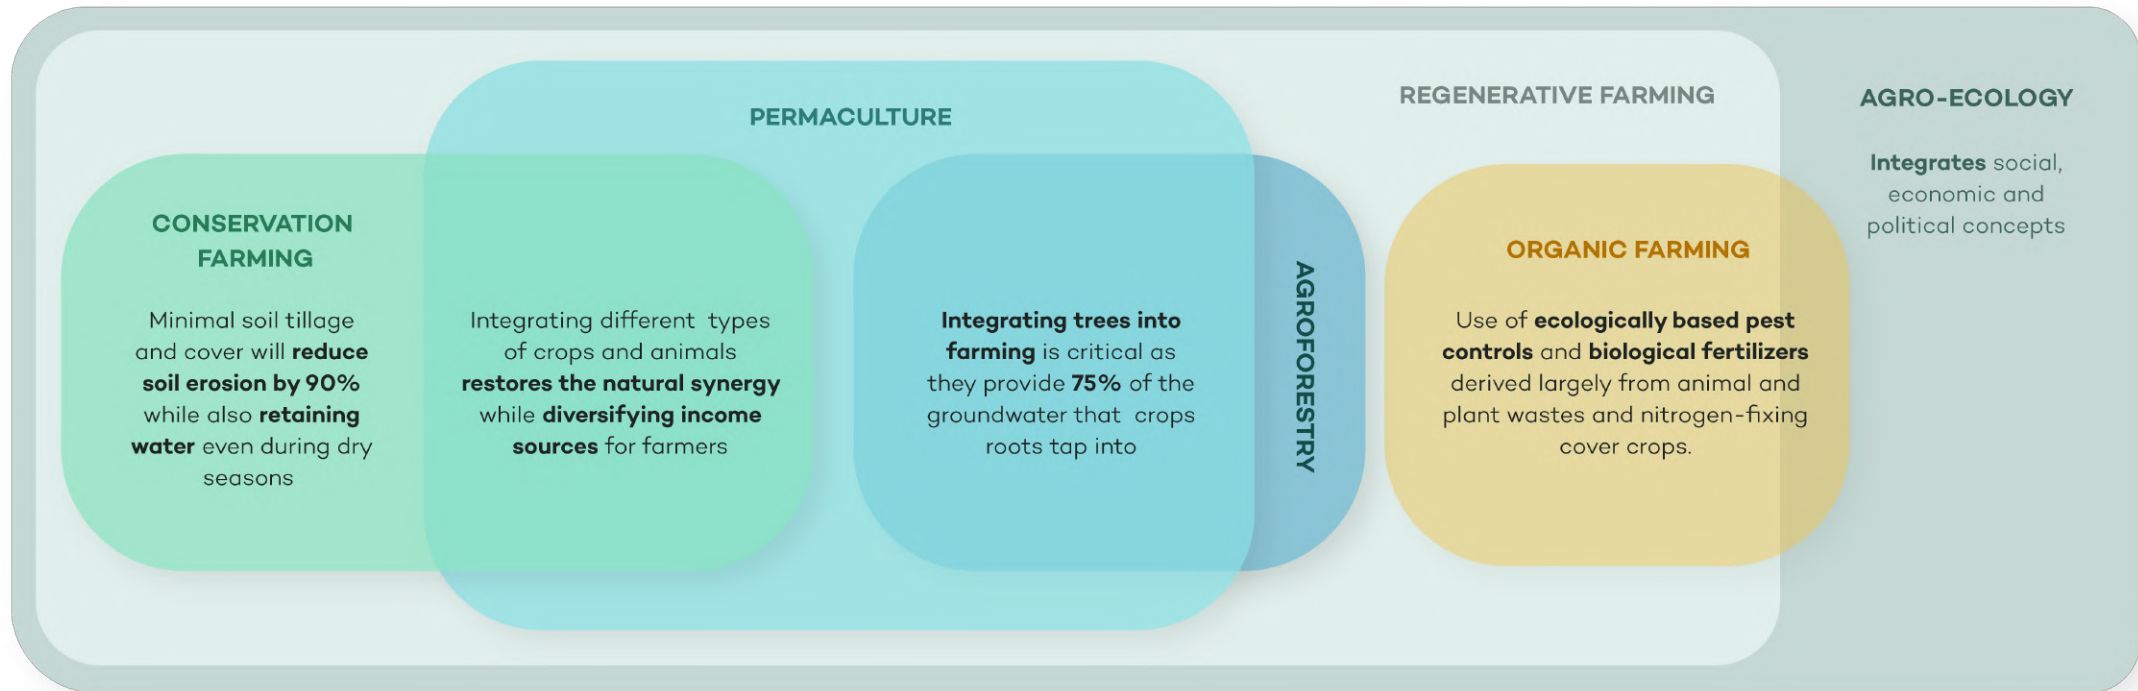 PERMACULTURE
REGENERATIVE FARMING
AGRO-ECOLOGY
Integrates social,
economic and
political concepts
CONSERVATION
FARMING
Minimal soil tillage
and cover will reduce
soil erosion by 90%
while also retaining
water even during dry
seasons
Integrating different types
of crops and animals
restores the natural synergy
while diversifying income
sources for farmers
Integrating trees into
farming is critical as
they provide 75% of the
groundwater that crops
roots tap into
AGROFORESTRY
ORGANIC FARMING
Use of ecologically based pest
controls and biological fertilizers
derived largely from animal and
plant wastes and nitrogen-fixing
cover crops.